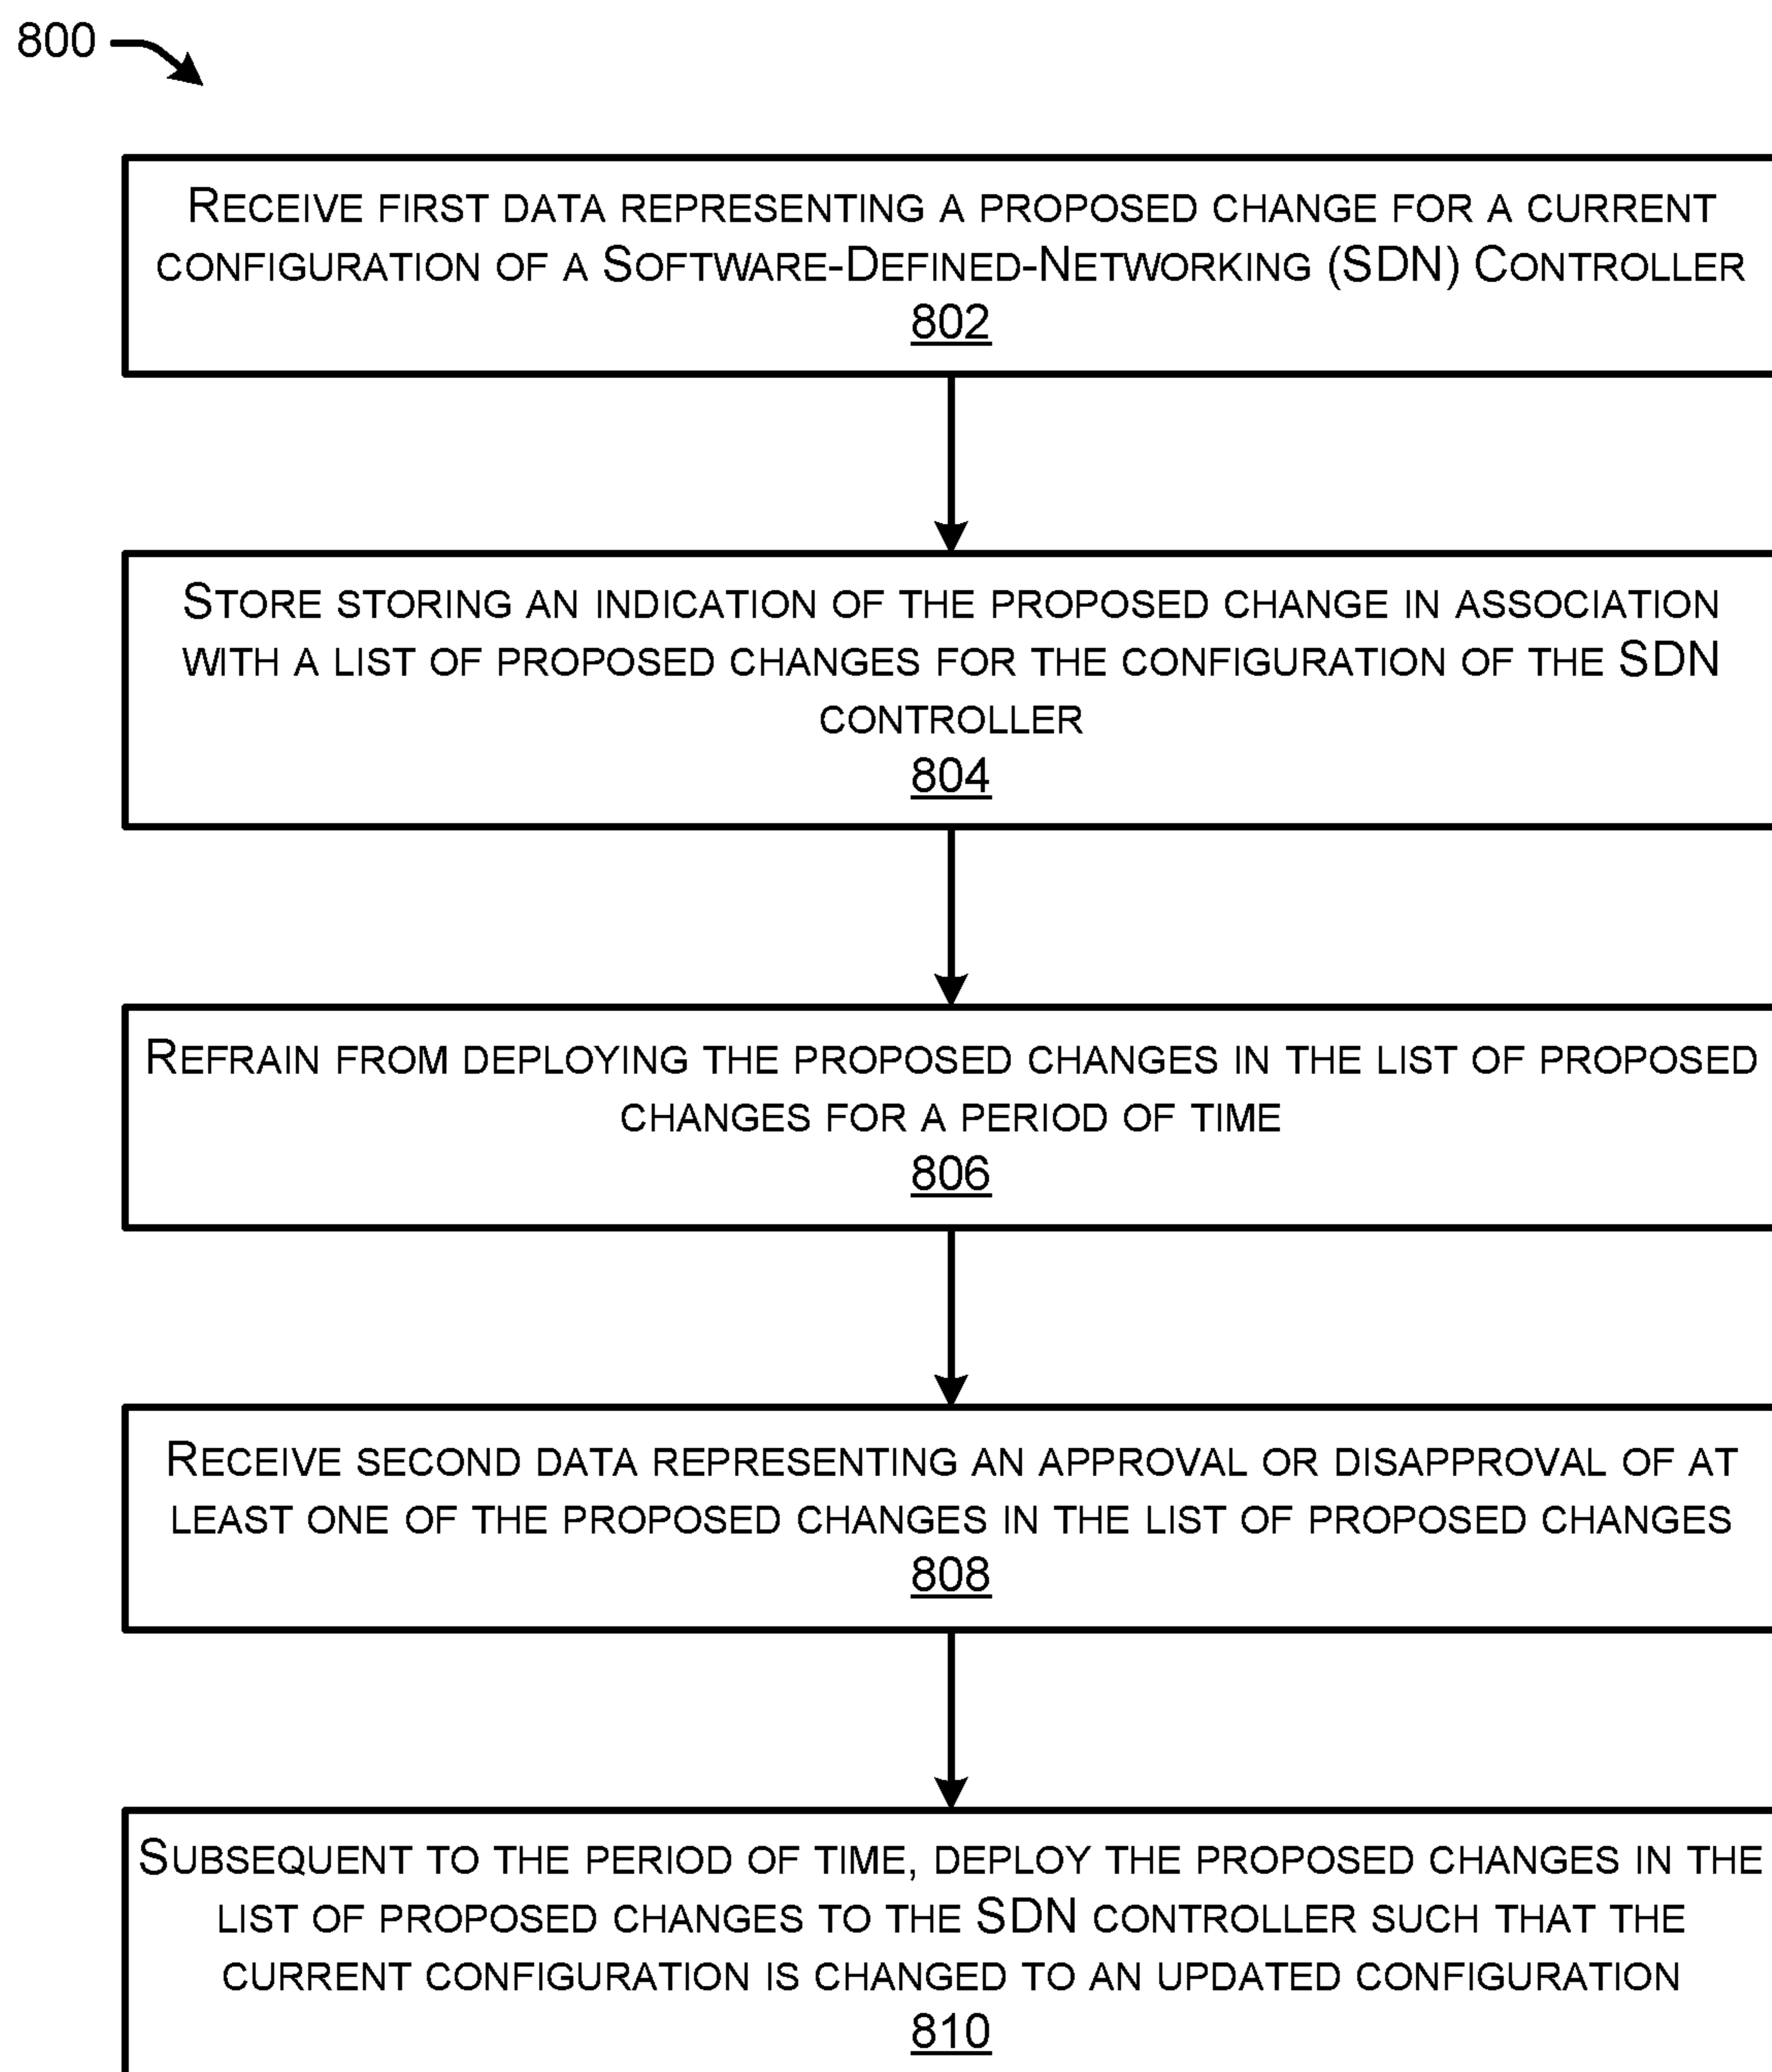 800
RECEIVE FIRST DATA REPRESENTING A PROPOSED CHANGE FOR A CURRENT
CONFIGURATION OF A SOFTWARE-DEFINED-NETWORKING (SDN) CONTROLLER
802
STORE STORING AN INDICATION OF THE PROPOSED CHANGE IN ASSOCIATION
WITH A LIST OF PROPOSED CHANGES FOR THE CONFIGURATION OF THE SDN
CONTROLLER
804
REFRAIN FROM DEPLOYING THE PROPOSED CHANGES IN THE LIST OF PROPOSED
CHANGES FOR A PERIOD OF TIME
806
RECEIVE SECOND DATA REPRESENTING AN APPROVAL OR DISAPPROVAL OF AT
LEAST ONE OF THE PROPOSED CHANGES IN THE LIST OF PROPOSED CHANGES
808
SUBSEQUENT TO THE PERIOD OF TIME, DEPLOY THE PROPOSED CHANGES IN THE
LIST OF PROPOSED CHANGES TO THE SDN CONTROLLER SUCH THAT THE
CURRENT CONFIGURATION IS CHANGED TO AN UPDATED CONFIGURATION
810